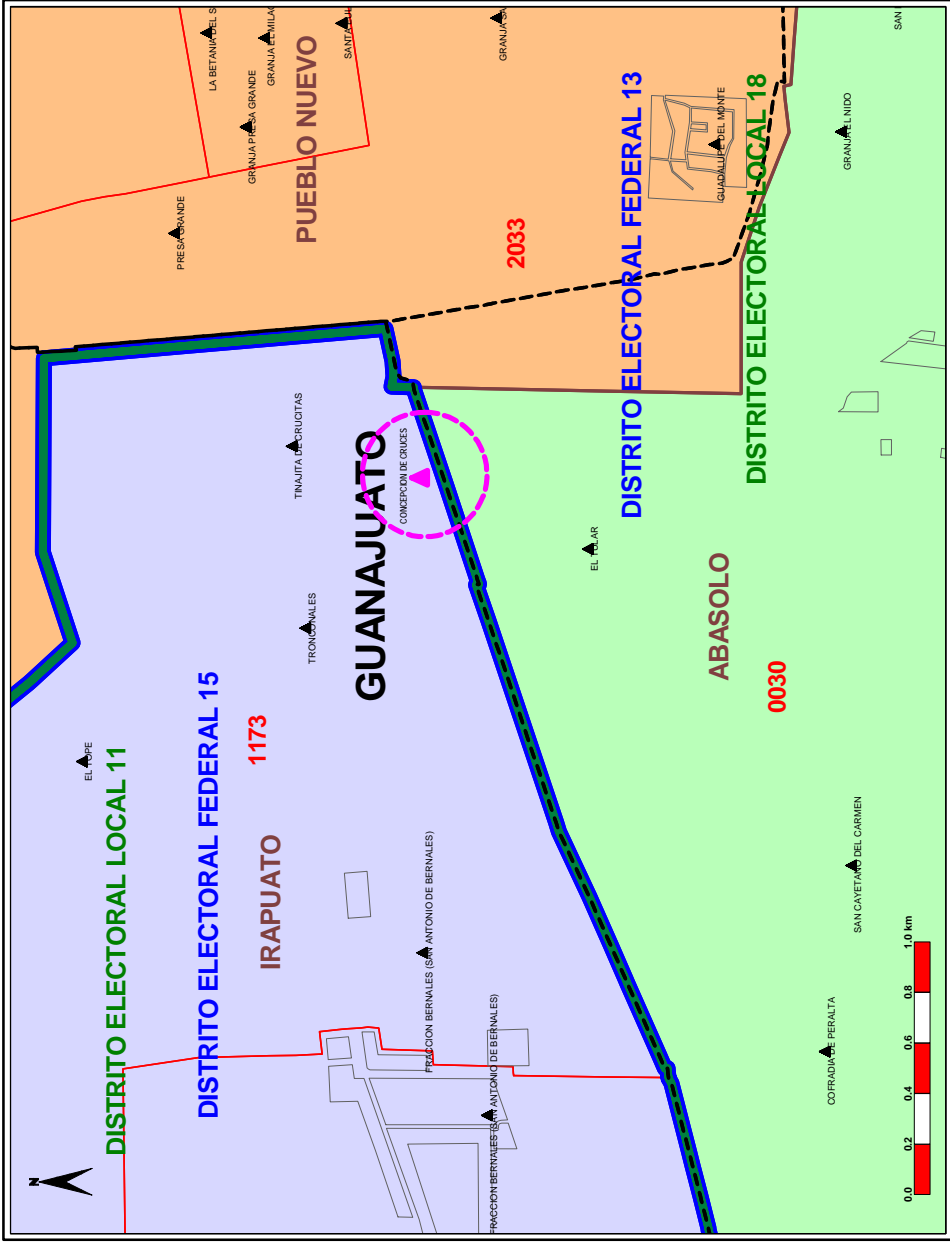 N
EL TOPE
DISTRITO ELECTORAL LOCAL 11
PRESA GRANDE
DISTRITO ELECTORAL FEDERAL 15
LA BETANIA DEL S
GRANJA PRESA GRANDE
1173
IRAPUATO
GRANJA EL MILAG
TINAJITA DE CRUCITAS
PUEBLO NUEVO
TRONCONALES
SANTA
GUANAJUATO
CONCEPCION DE CRUCES
FRACCION BERNALES (SAN ANTONIO DE BERNALES)
FRACCION BERNALES (SAN ANTONIO DE BERNALES)
GRANJA SA
2033
EL
DISTRITO ELECTORAL FEDERAL 13
ABASOLO
GUADALUPE DEL MONTE
DISTRITO ELECTORAL LOCAL 18
0030
COFRADIA DE PERALTA
GRANJA EL NIDO
SAN CAYETANO DEL CARMEN
SAN
0.0 0.2 0.4 0.6 0.8 1.0 km